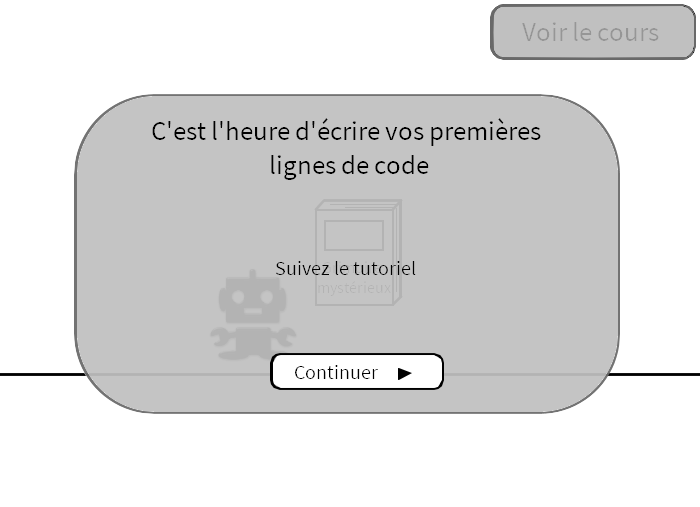 Voir le cours
C'est l'heure d'écrire vos premières
lignes de code
Suivez le tutoriel
mystérieux
Continuer